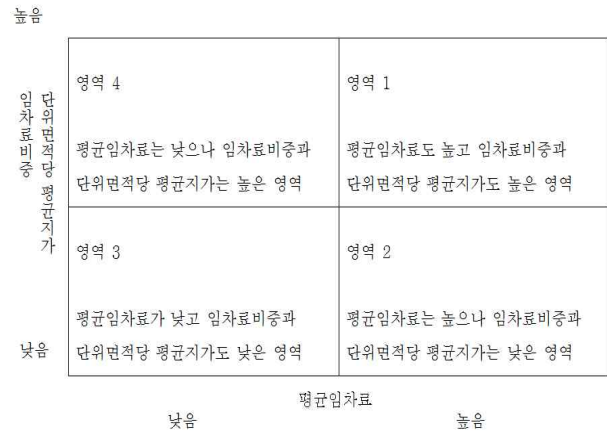 높음
단위면적당 평균지가
임차료비중
영역 4
평균임차료는 낮으나 임차료비중과
단위면적당 평균지가는 높은 영역
영역 1
평균임차료도 높고 임차료비중과
단위면적당 평균지가도 높은 영역
영역 3
평균임차료가 낮고 임차료비중과
단위면적당 평균지가도 낮은 영역
영역 2
평균임차료는 높으나 임차료비중과
단위면적당 평균지가는 낮은 영역
낮음
평균임차료
낮음
높음